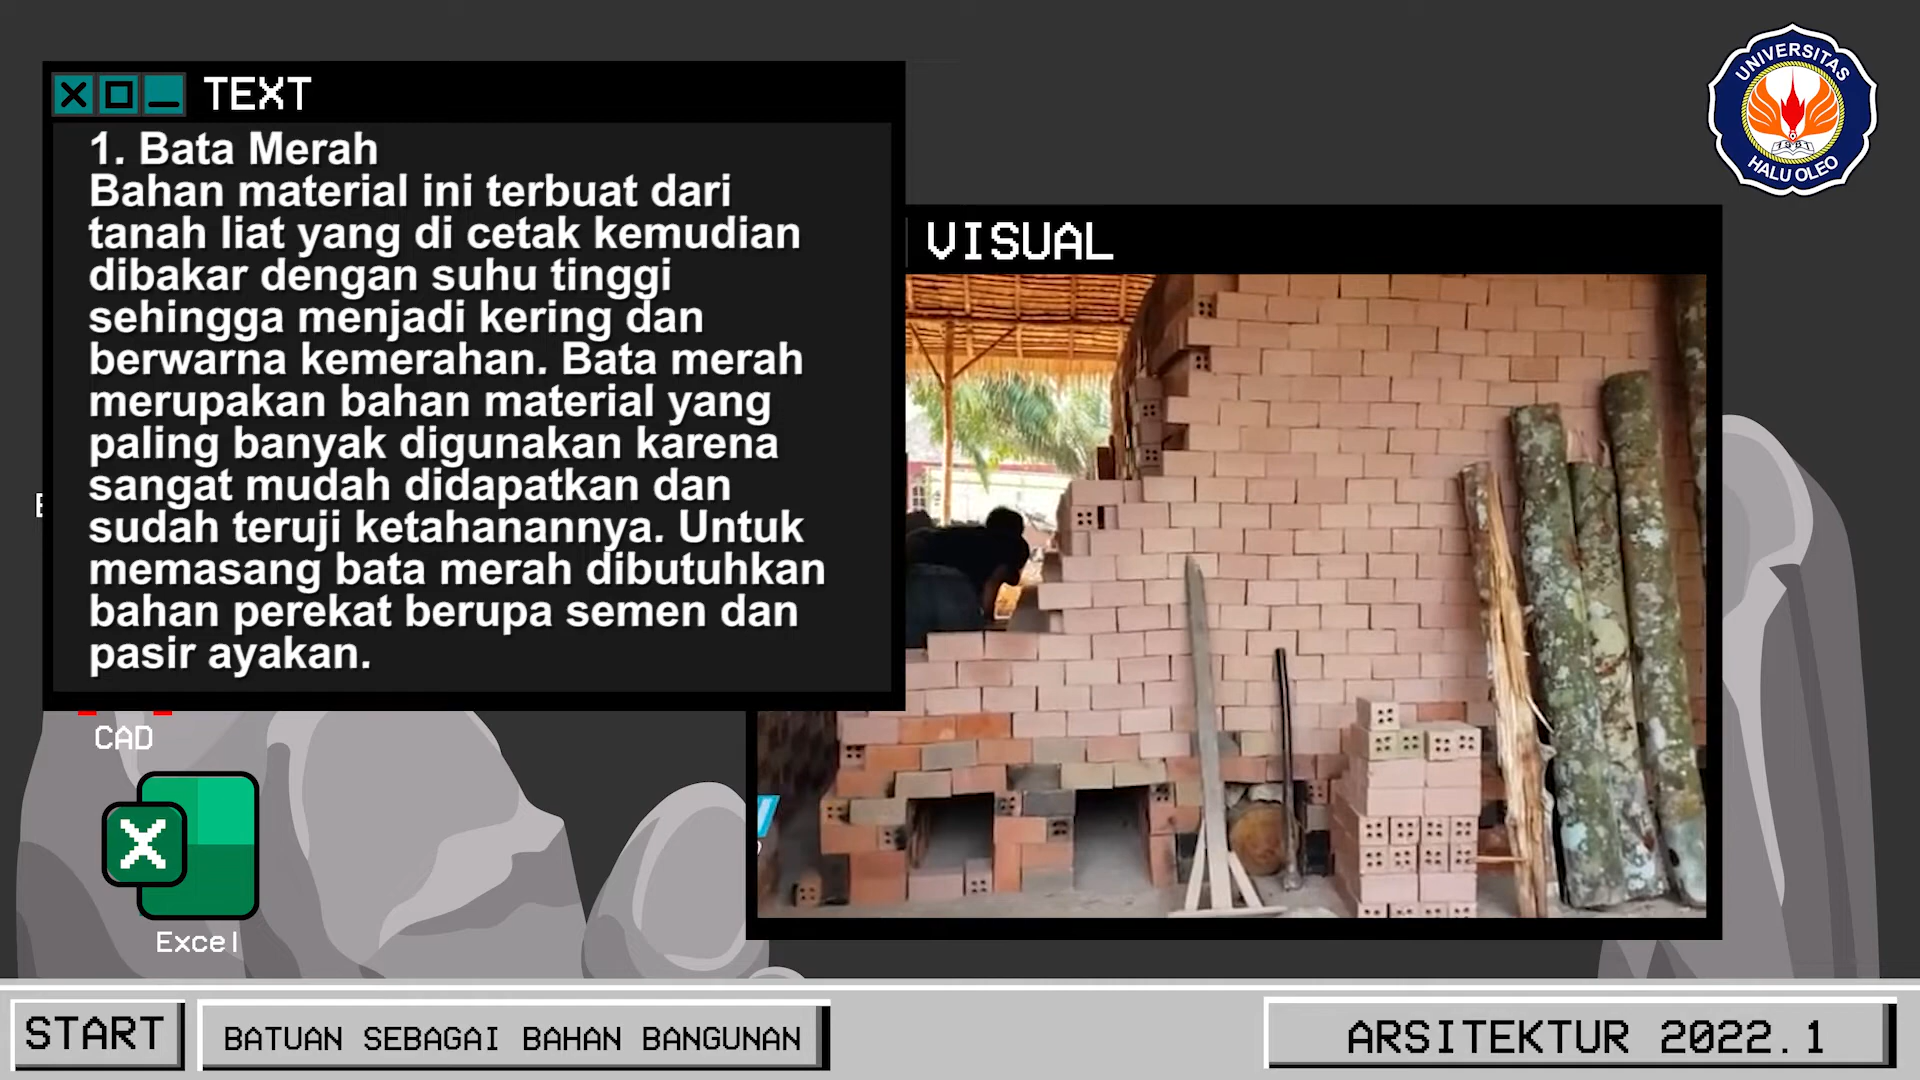 TEXT
1. Bata Merah
Bahan material ini terbuat dari
tanah liat yang di cetak kemudian
dibakar dengan suhu tinggi
sehingga menjadi kering dan
berwarna kemerahan. Bata merah
merupakan bahan material yang
paling banyak digunakan karena
sangat mudah didapatkan dan
sudah teruji ketahanannya. Untuk
memasang bata merah dibutuhkan
bahan perekat berupa semen dan
pasir ayakan.
UNIVERSITAS
HALU OLEO
1981
VISUAL
CAD
Excel
START
BATUAN SEBAGAI BAHAN BANGUNAN
ARSITEKTUR 2022.1